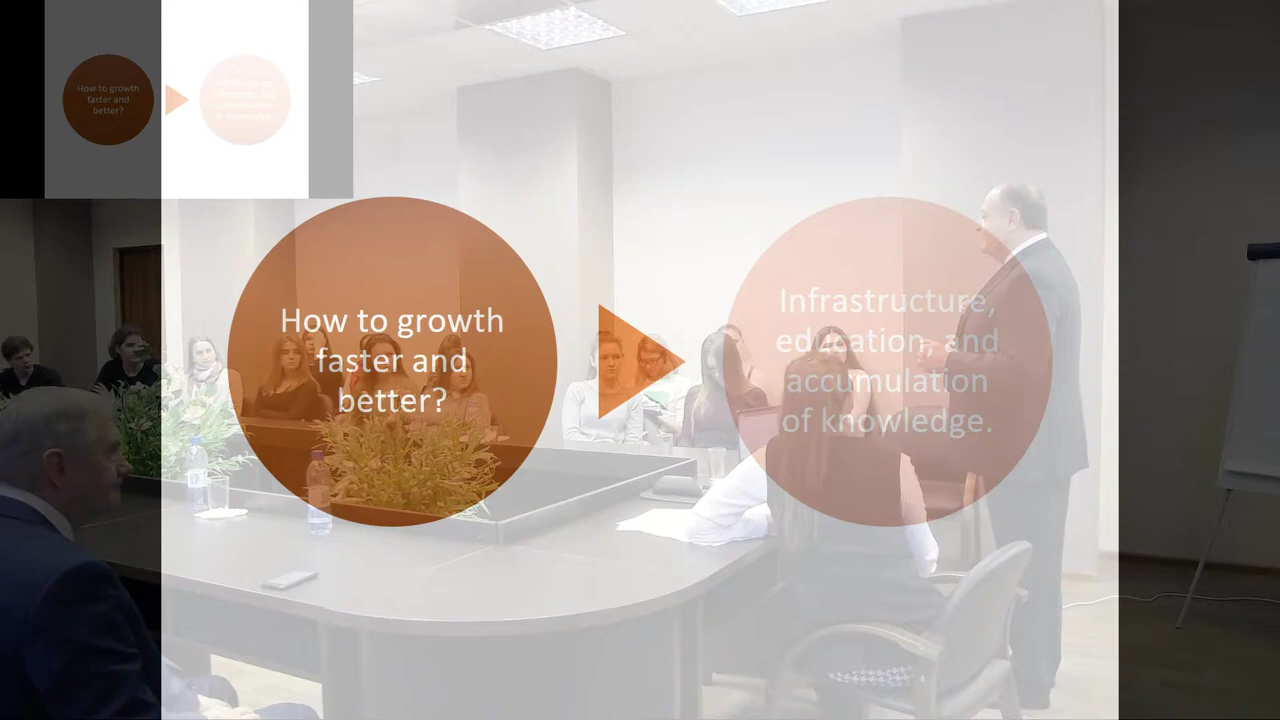 How to growth
faster and
better?
How to growth
faster and
better?
Infrastructure,
education, and
accumulation
of knowledge.